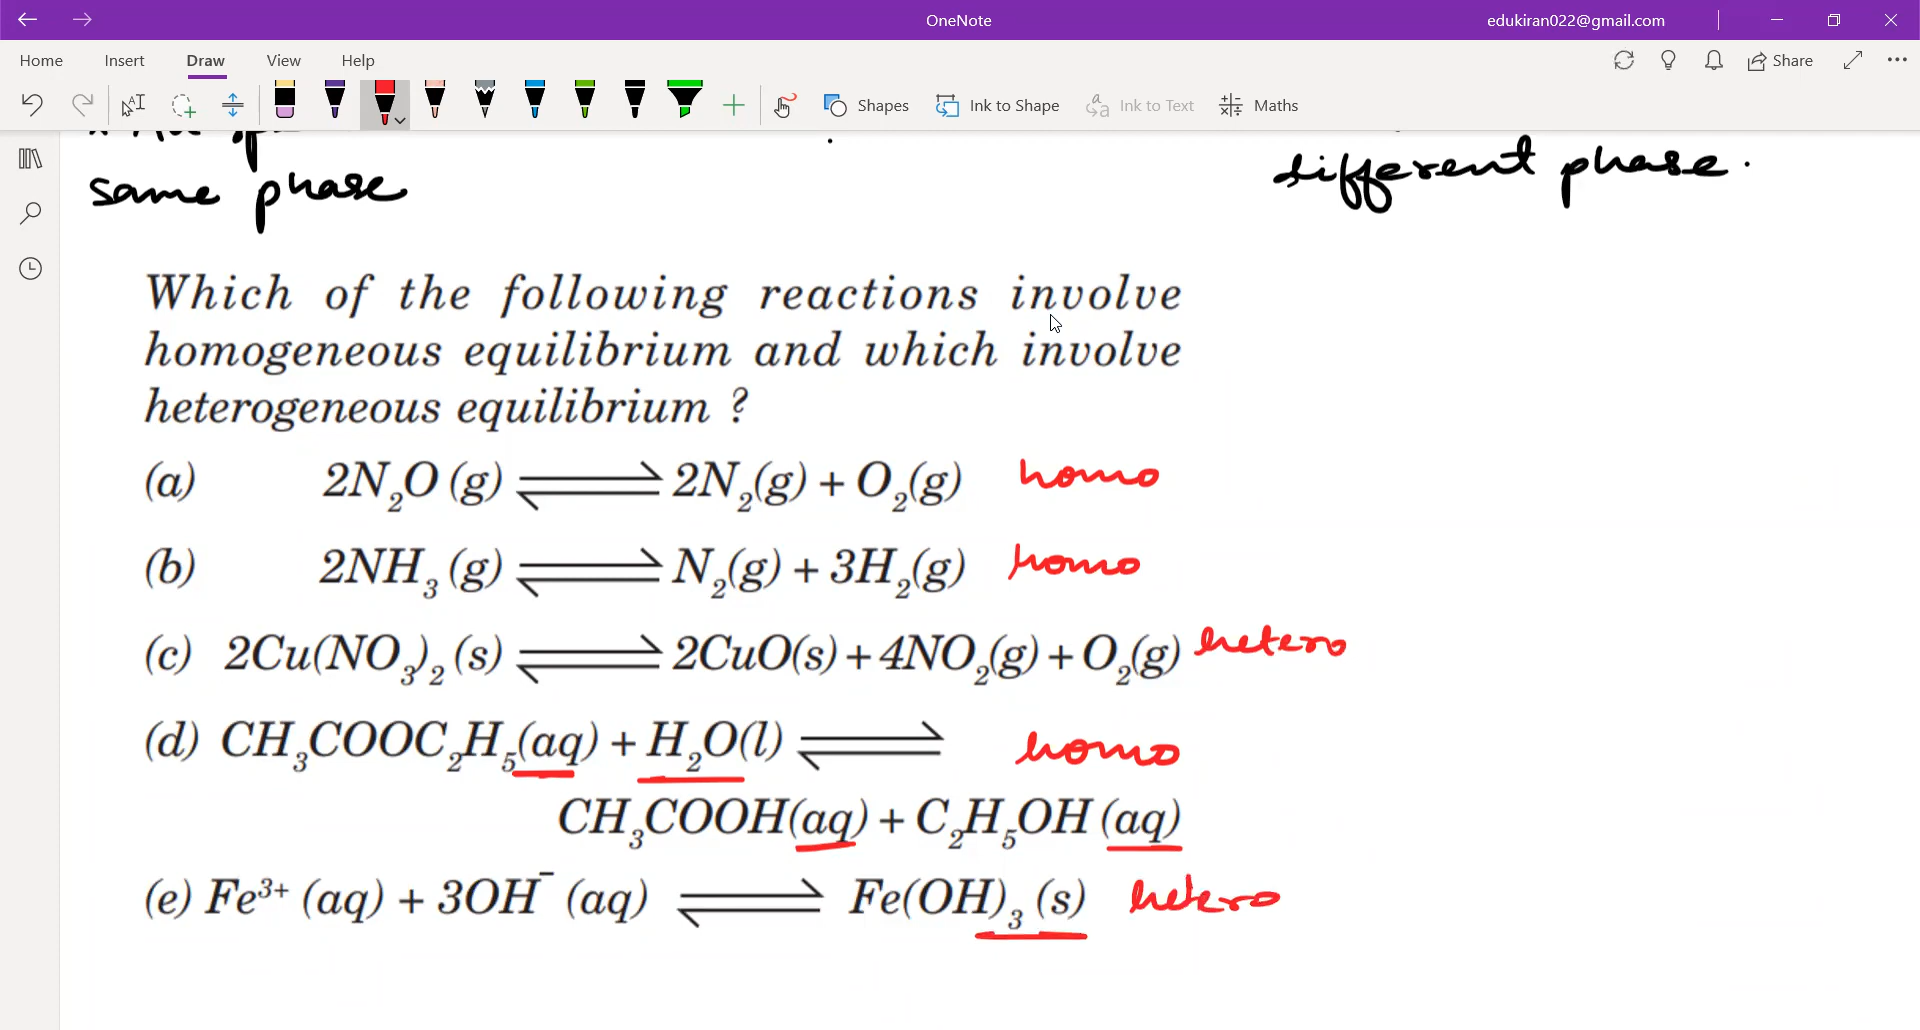 OneNote
edukiran022@gmail.com
Home Insert Draw View Help
Share
Shapes Ink to Shape Ink to Text Maths
same phase
different phase.
Which of the following reactions involve
homogeneous equilibrium and which involve
heterogeneous equilibrium ?
(a) 2N₂O (g) ⇌ 2N₂(g) + O₂(g) homo
(b) 2NH₃ (g) ⇌ N₂(g) + 3H₂(g) homo
(c) 2Cu(NO₃)₂ (s) ⇌ 2CuO(s) + 4NO₂(g) + O₂(g) hetero
(d) CH₃COOC₂H₅(aq) + H₂O(l) ⇌ homo
CH₃COOH(aq) + C₂H₅OH (aq)
(e) Fe³⁺ (aq) + 3OH⁻ (aq) ⇌ Fe(OH)₃ (s) hetero